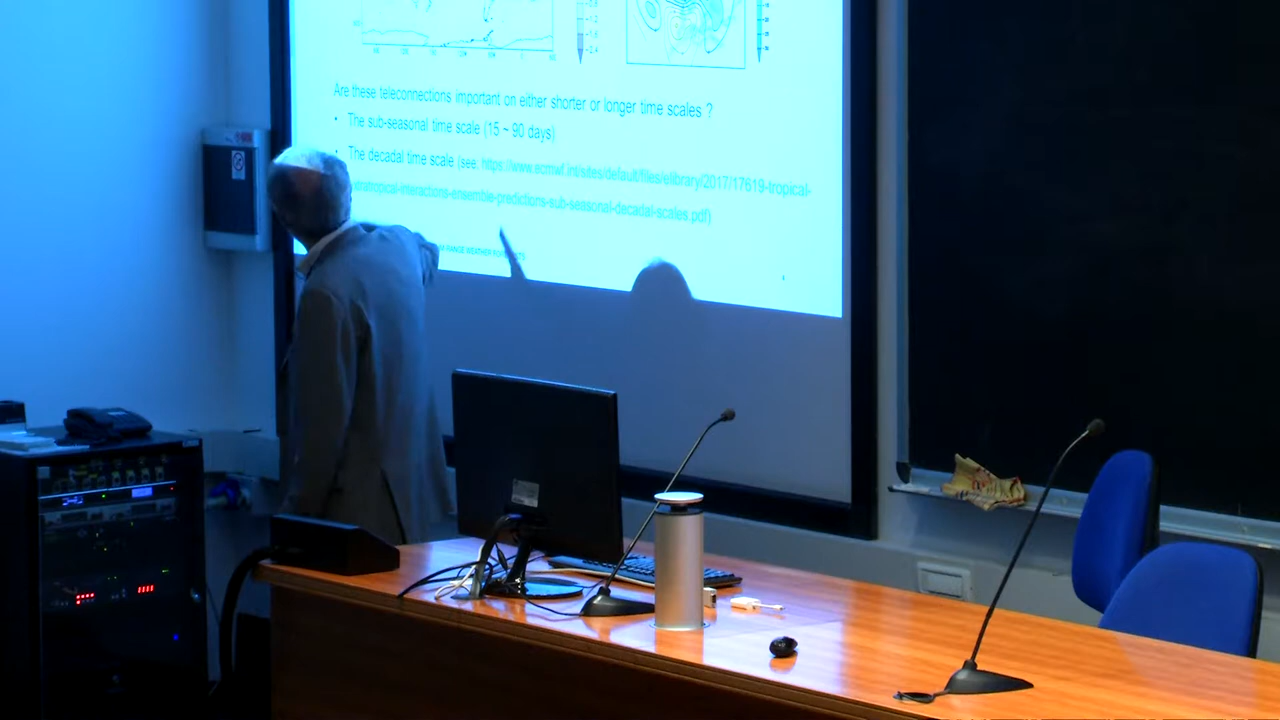 Are these teleconnections important on either shorter or longer time scales ?
• The sub-seasonal time scale (15 ~ 90 days)
• The decadal time scale (see: https://www.ecmwf.int/sites/default/files/elibrary/2017/17619-tropical-
extratropical-interactions-ensemble-predictions-sub-seasonal-decadal-scales.pdf)
RANGE WEATHER